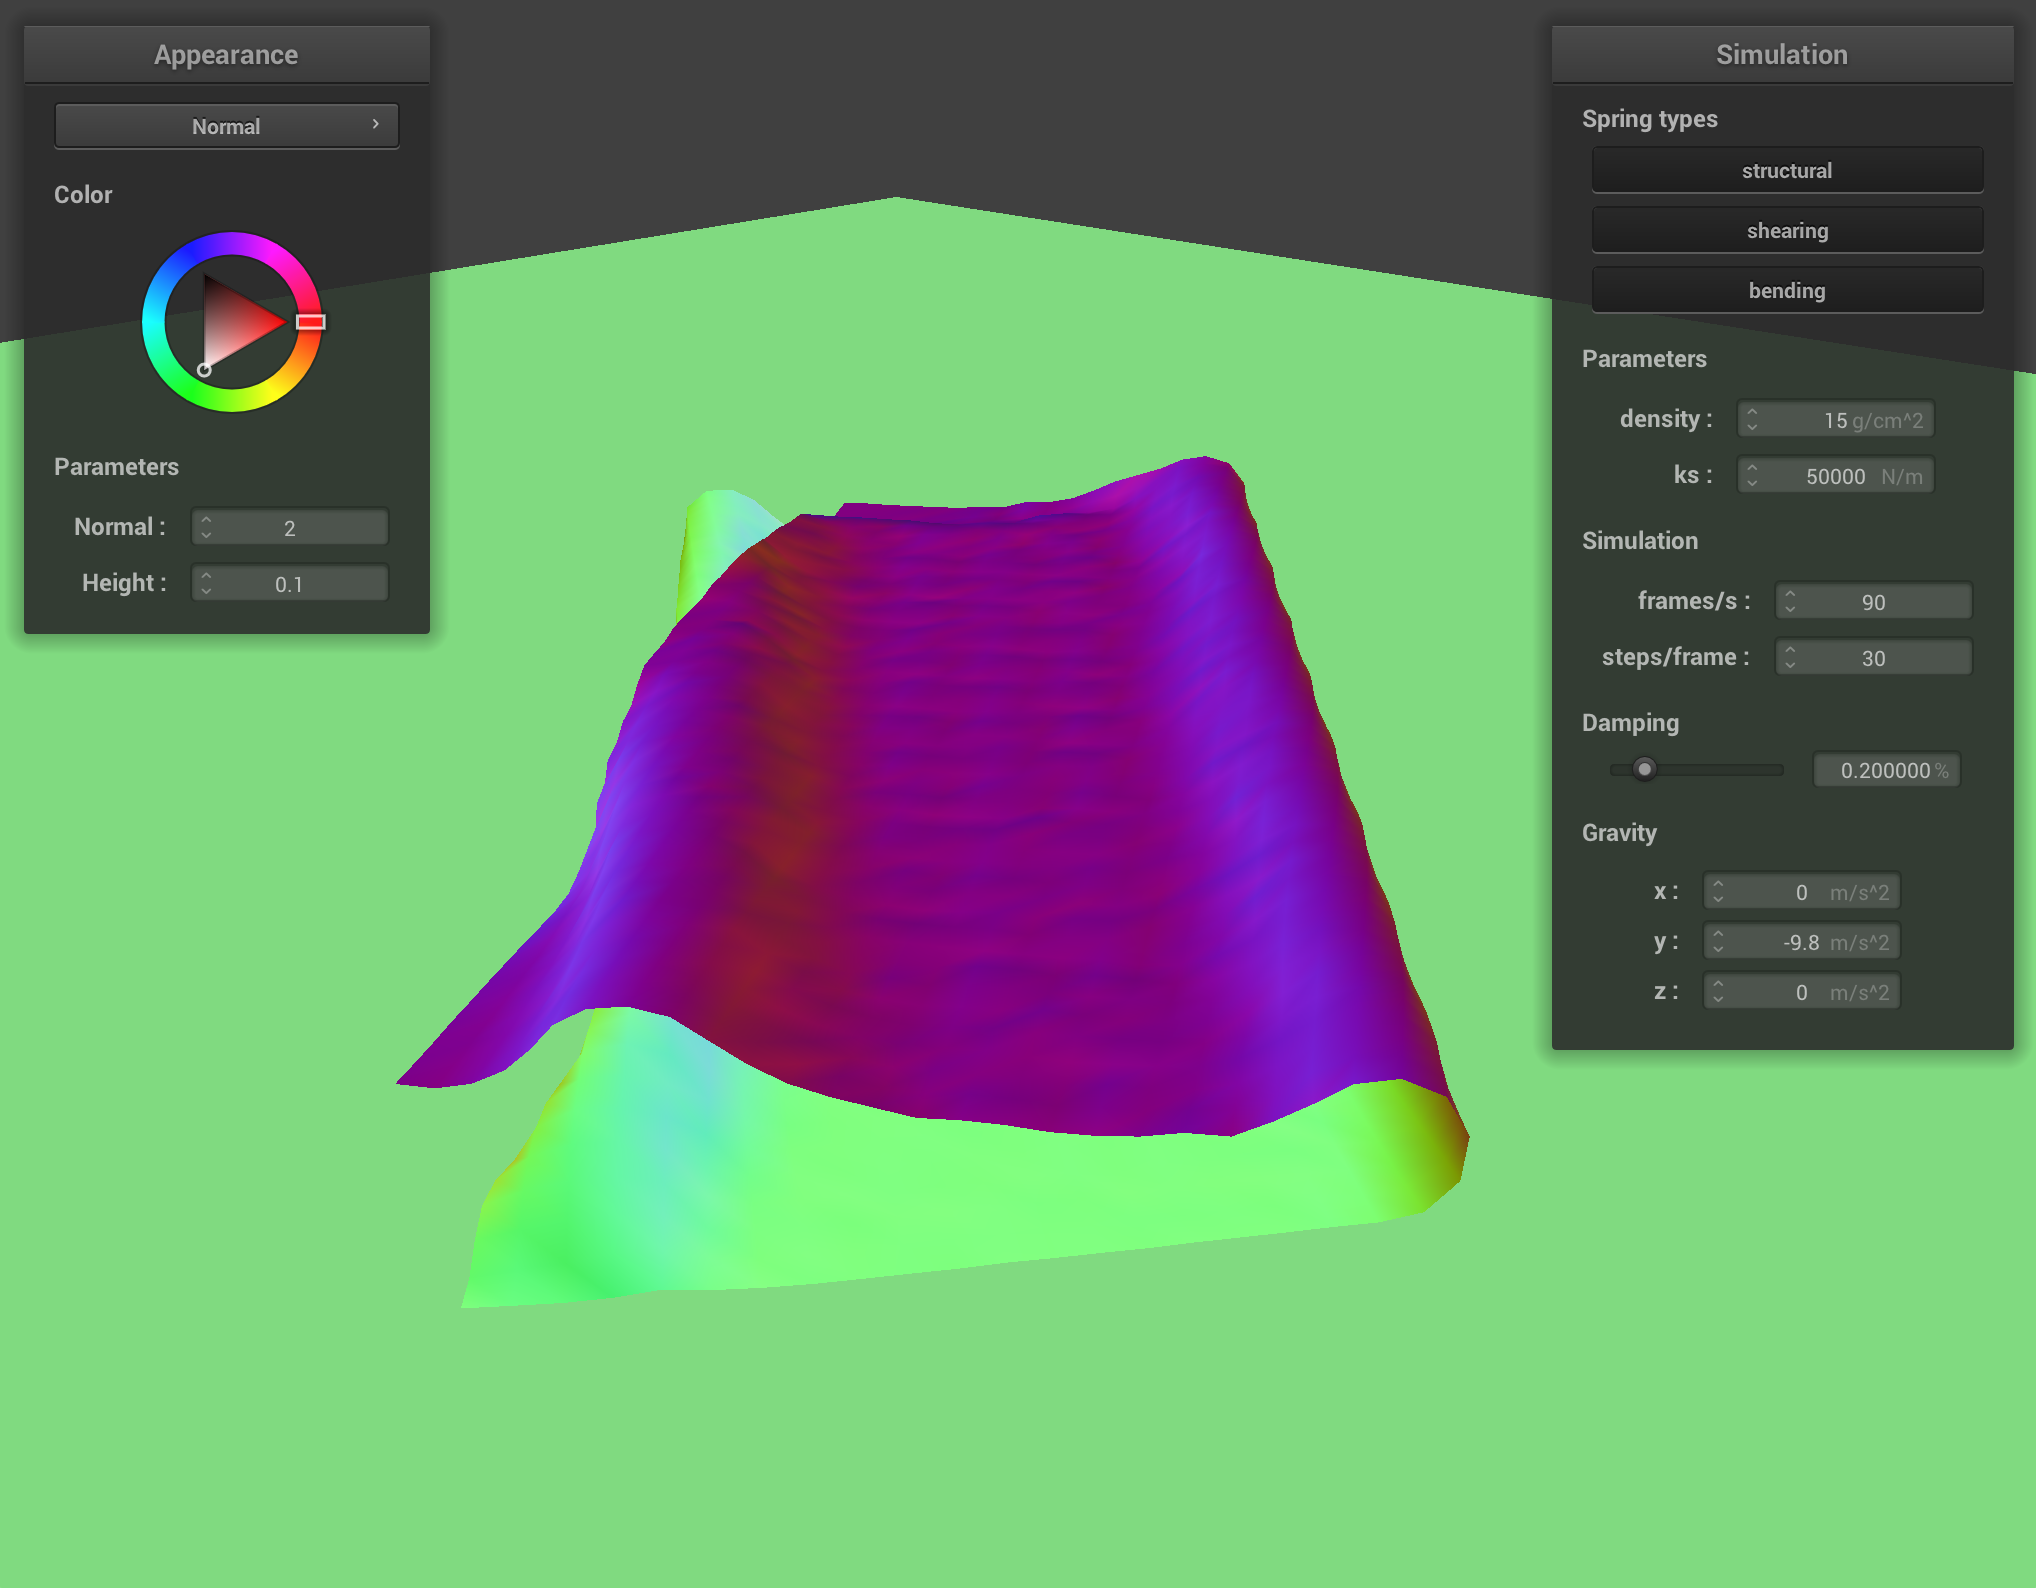 Appearance
Normal
Color
Parameters
Normal : 2
Height : 0.1
Simulation
Spring types
structural
shearing
bending
Parameters
density : 15 g/cm^2
ks : 50000 N/m
Simulation
frames/s : 90
steps/frame : 30
Damping
0.200000 %
Gravity
x : 0 m/s^2
y : -9.8 m/s^2
z : 0 m/s^2